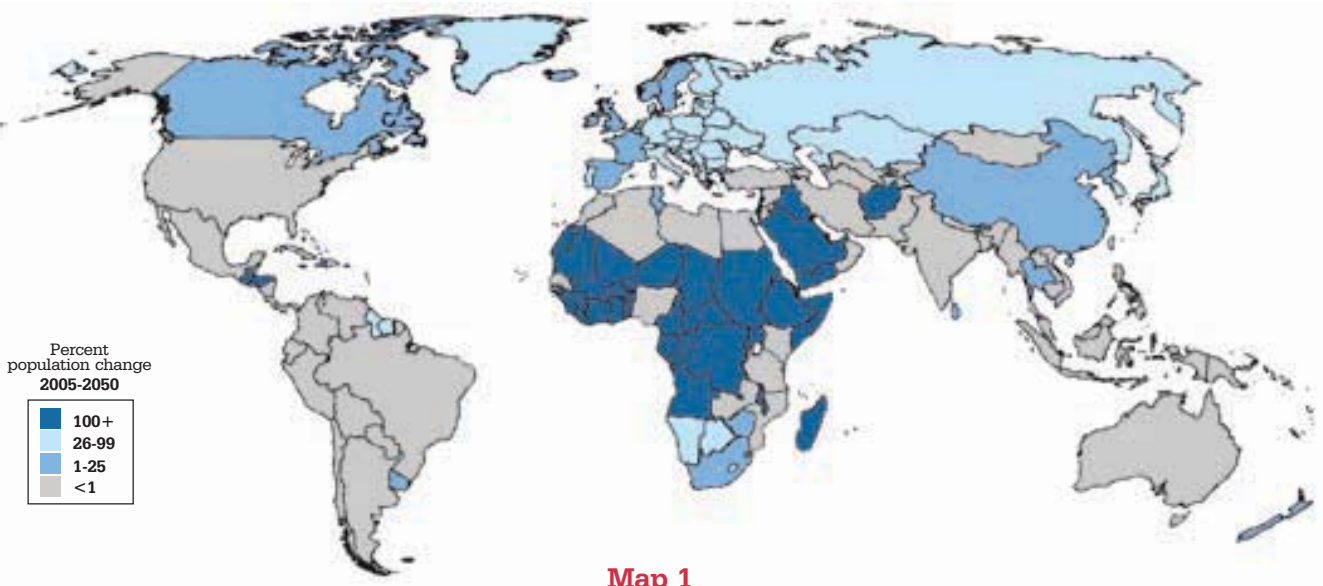 Percent
population change
2005-2050
100+
26-99
1-25
<1
Map 1